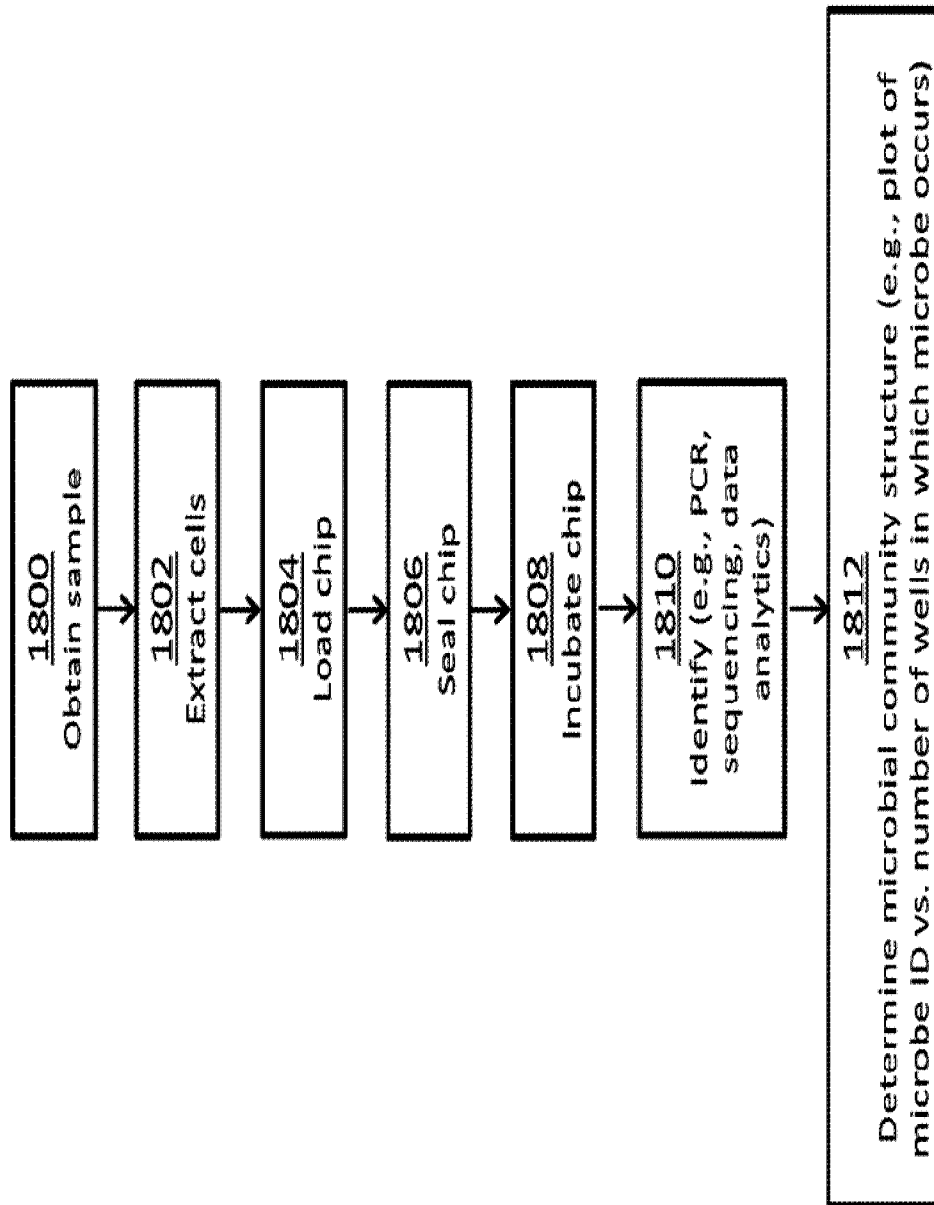 1800
Obtain sample
1802
Extract cells
1804
Load chip
1806
Seal chip
1808
Incubate chip
1810
Identify (e.g., PCR,
sequencing, data
analytics)
1812
Determine microbial community structure (e.g., plot of
microbe ID vs. number of wells in which microbe occurs)